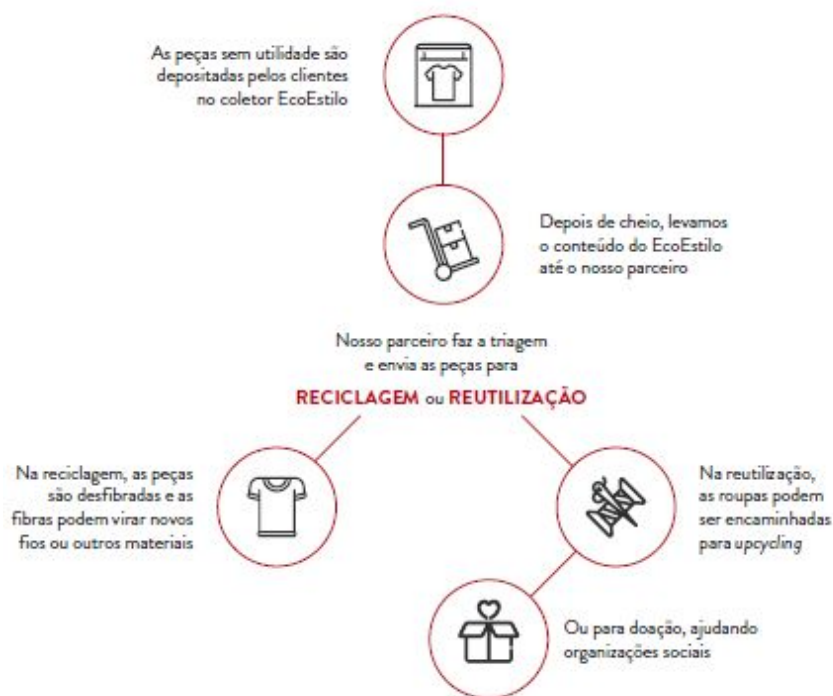 As peças sem utilidade são
depositadas pelos clientes
no coletor EcoEstilo
Depois de cheio, levamos
o conteúdo do EcoEstilo
até o nosso parceiro
Nosso parceiro faz a triagem
e envia as peças para
RECICLAGEM ou REUTILIZAÇÃO
Na reciclagem, as peças
são desfibradas e as
fibras podem virar novos
fios ou outros materiais
Na reutilização,
as roupas podem
ser encaminhadas
para upcycling
Ou para doação, ajudando
organizações sociais